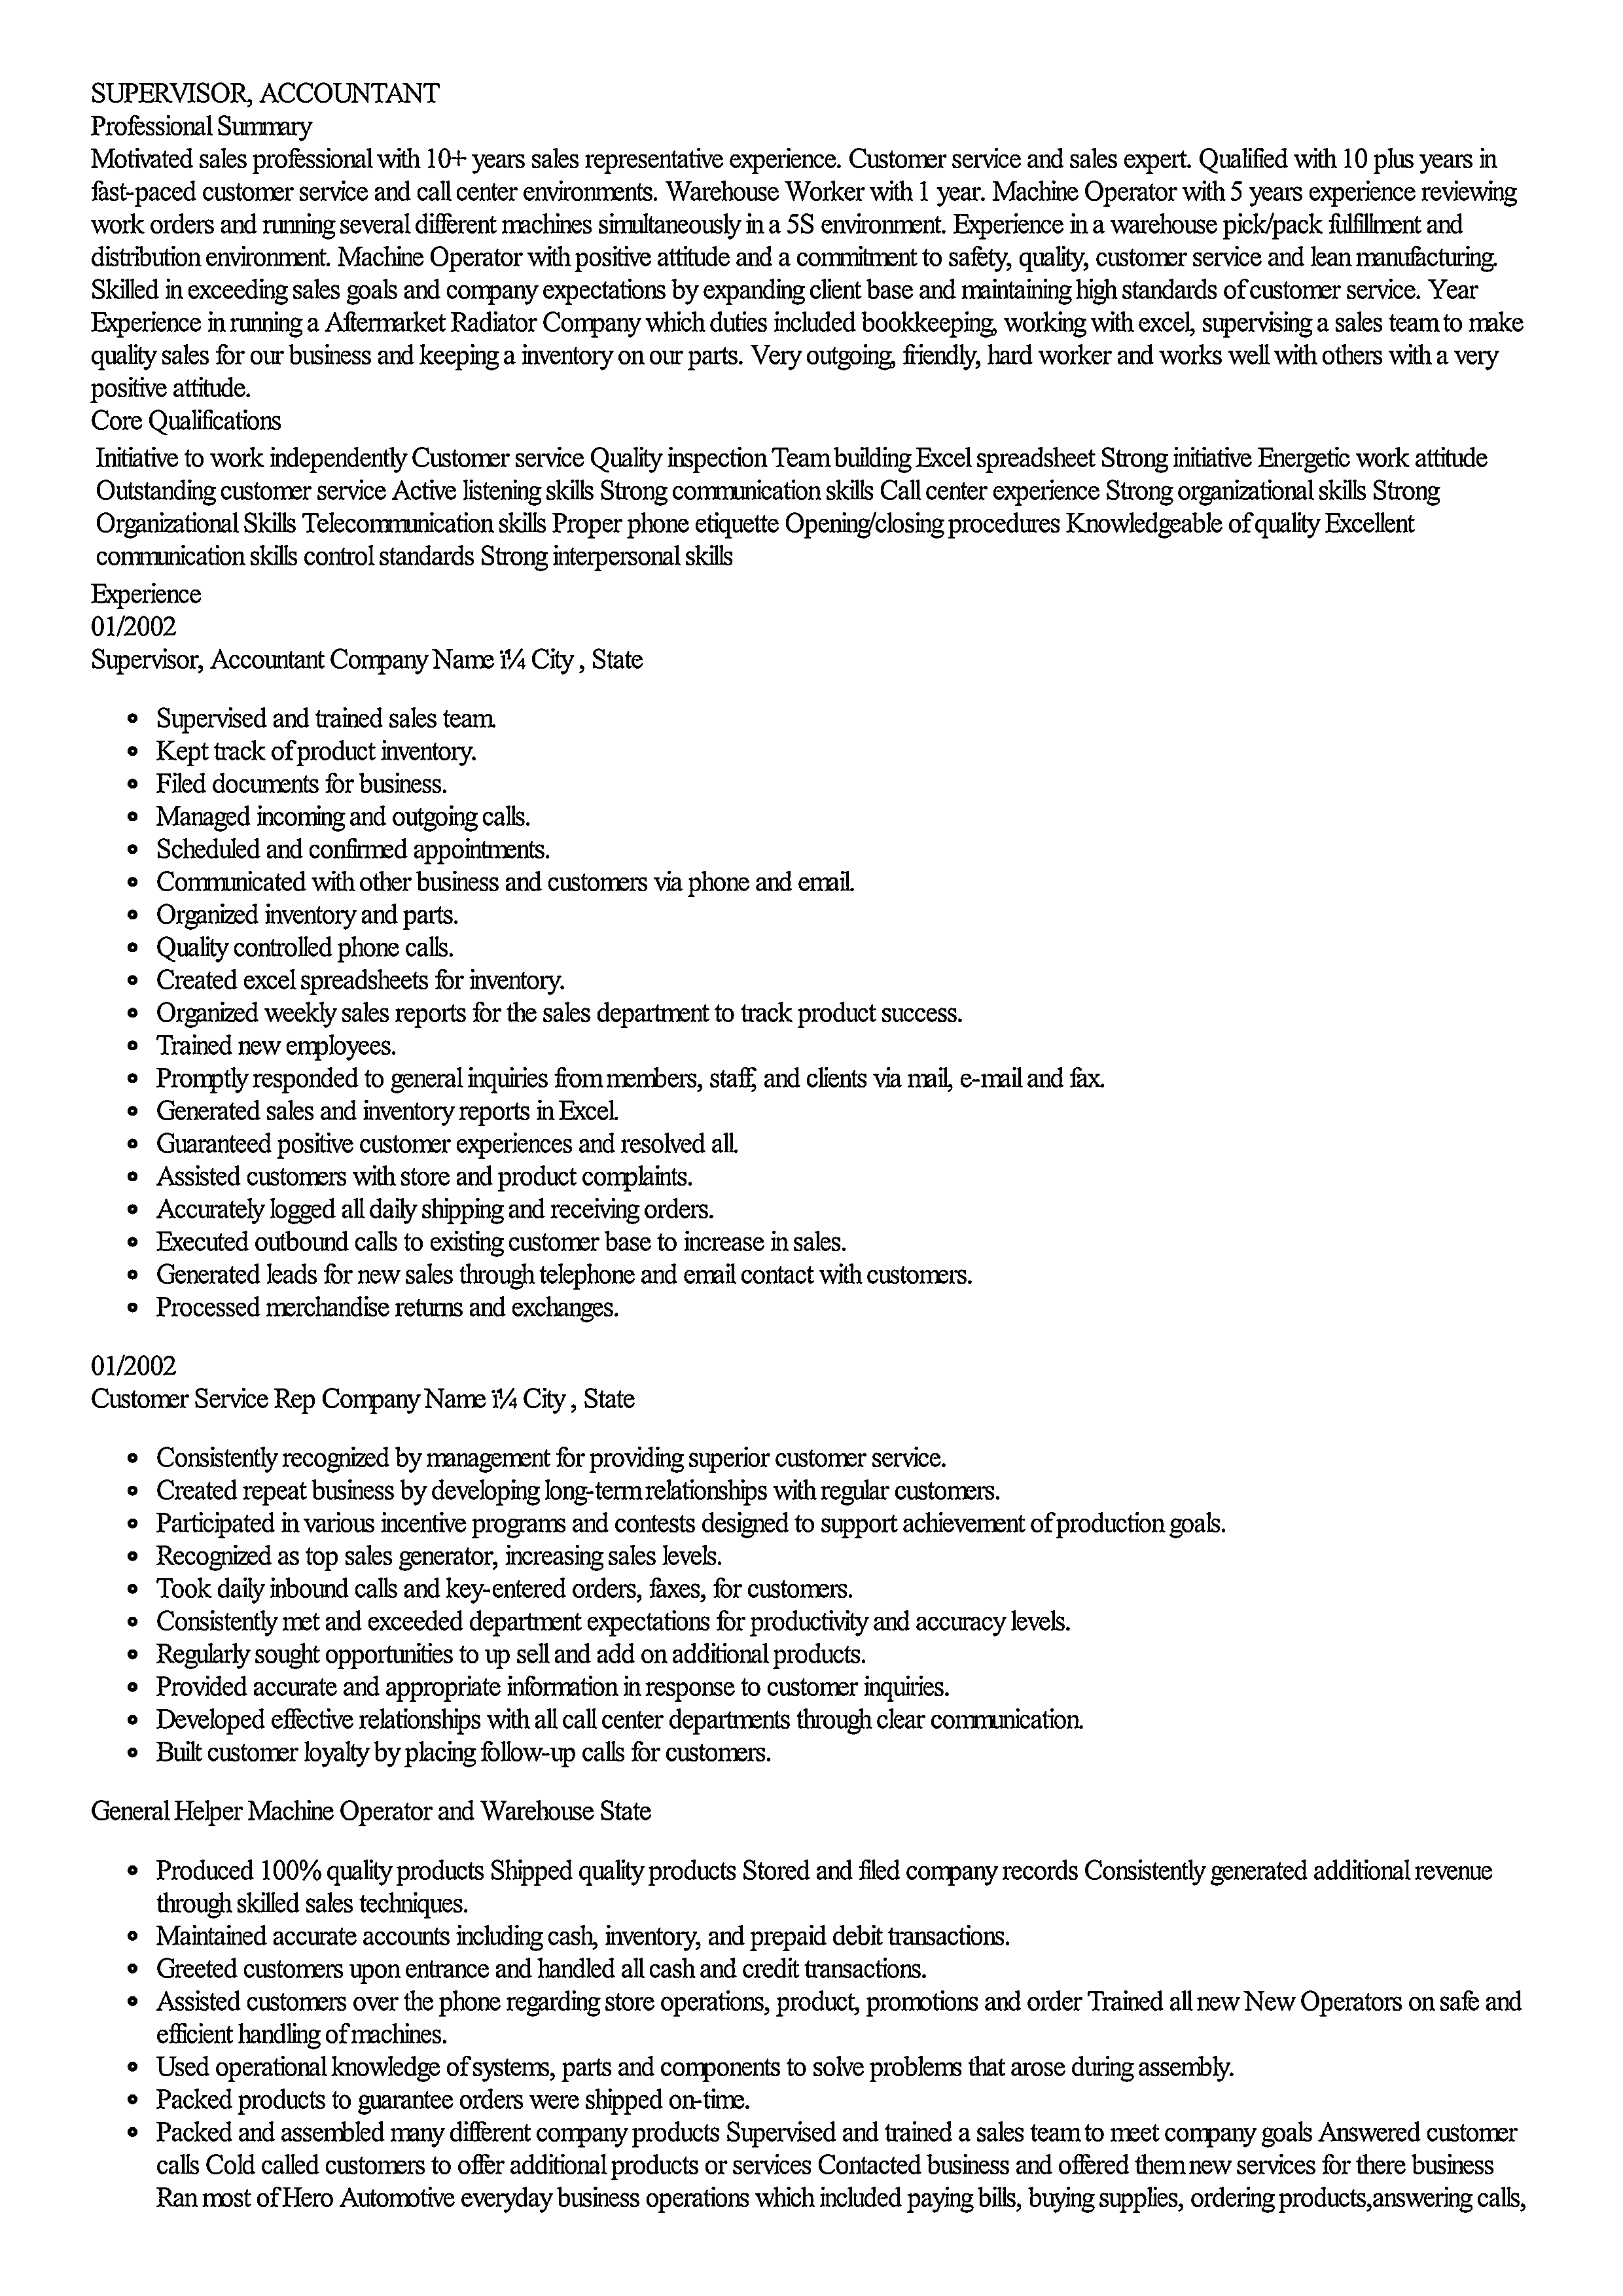 SUPERVISOR, ACCOUNTANT
Professional Summary
Motivated sales professional with 10+ years sales representative experience. Customer service and sales expert. Qualified with 10 plus years in
fast-paced customer service and call center environments. Warehouse Worker with 1 year. Machine Operator with 5 years experience reviewing
work orders and running several different machines simultaneously in a 5S environment. Experience in a warehouse pick/pack fulfillment and
distribution environment. Machine Operator with positive attitude and a commitment to safety, quality, customer service and lean manufacturing.
Skilled in exceeding sales goals and company expectations by expanding client base and maintaining high standards of customer service. Year
Experience in running a Aftermarket Radiator Company which duties included bookkeeping, working with excel, supervising a sales team to make
quality sales for our business and keeping a inventory on our parts. Very outgoing, friendly, hard worker and works well with others with a very
positive attitude.
Core Qualifications
Initiative to work independently Customer service Quality inspection Team building Excel spreadsheet Strong initiative Energetic work attitude
Outstanding customer service Active listening skills Strong communication skills Call center experience Strong organizational skills Strong
Organizational Skills Telecommunication skills Proper phone etiquette Opening/closing procedures Knowledgeable of quality Excellent
communication skills control standards Strong interpersonal skills
Experience
01/2002
Supervisor, Accountant Company Name ï¼ City , State
• Supervised and trained sales team.
• Kept track of product inventory.
• Filed documents for business.
• Managed incoming and outgoing calls.
• Scheduled and confirmed appointments.
• Communicated with other business and customers via phone and email.
• Organized inventory and parts.
• Quality controlled phone calls.
• Created excel spreadsheets for inventory.
• Organized weekly sales reports for the sales department to track product success.
• Trained new employees.
• Promptly responded to general inquiries from members, staff, and clients via mail, e-mail and fax.
• Generated sales and inventory reports in Excel.
• Guaranteed positive customer experiences and resolved all.
• Assisted customers with store and product complaints.
• Accurately logged all daily shipping and receiving orders.
• Executed outbound calls to existing customer base to increase in sales.
• Generated leads for new sales through telephone and email contact with customers.
• Processed merchandise returns and exchanges.
01/2002
Customer Service Rep Company Name ï¼ City , State
• Consistently recognized by management for providing superior customer service.
• Created repeat business by developing long-term relationships with regular customers.
• Participated in various incentive programs and contests designed to support achievement of production goals.
• Recognized as top sales generator, increasing sales levels.
• Took daily inbound calls and key-entered orders, faxes, for customers.
• Consistently met and exceeded department expectations for productivity and accuracy levels.
• Regularly sought opportunities to up sell and add on additional products.
• Provided accurate and appropriate information in response to customer inquiries.
• Developed effective relationships with all call center departments through clear communication.
• Built customer loyalty by placing follow-up calls for customers.
General Helper Machine Operator and Warehouse State
• Produced 100% quality products Shipped quality products Stored and filed company records Consistently generated additional revenue
through skilled sales techniques.
• Maintained accurate accounts including cash, inventory, and prepaid debit transactions.
• Greeted customers upon entrance and handled all cash and credit transactions.
• Assisted customers over the phone regarding store operations, product, promotions and order Trained all new New Operators on safe and
efficient handling of machines.
• Used operational knowledge of systems, parts and components to solve problems that arose during assembly.
• Packed products to guarantee orders were shipped on-time.
• Packed and assembled many different company products Supervised and trained a sales team to meet company goals Answered customer
calls Cold called customers to offer additional products or services Contacted business and offered them new services for there business
Ran most of Hero Automotive everyday business operations which included paying bills, buying supplies, ordering products,answering calls,